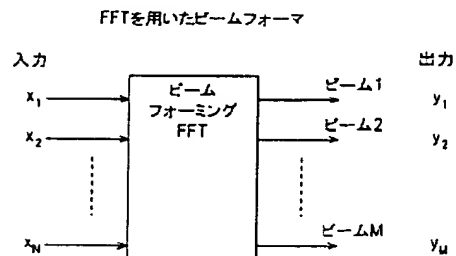 FFTを用いたビームフォーマ
入力
出力
x1
x2
xN
ビーム
フォーミング
FFT
ビーム1
ビーム2
ビームM
y1
y2
yM